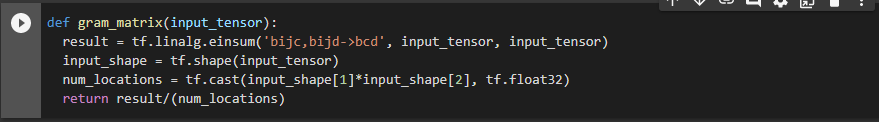 def gram_matrix(input_tensor):
  result = tf.linalg.einsum('bijc,bijd->bcd', input_tensor, input_tensor)
  input_shape = tf.shape(input_tensor)
  num_locations = tf.cast(input_shape[1]*input_shape[2], tf.float32)
  return result/(num_locations)